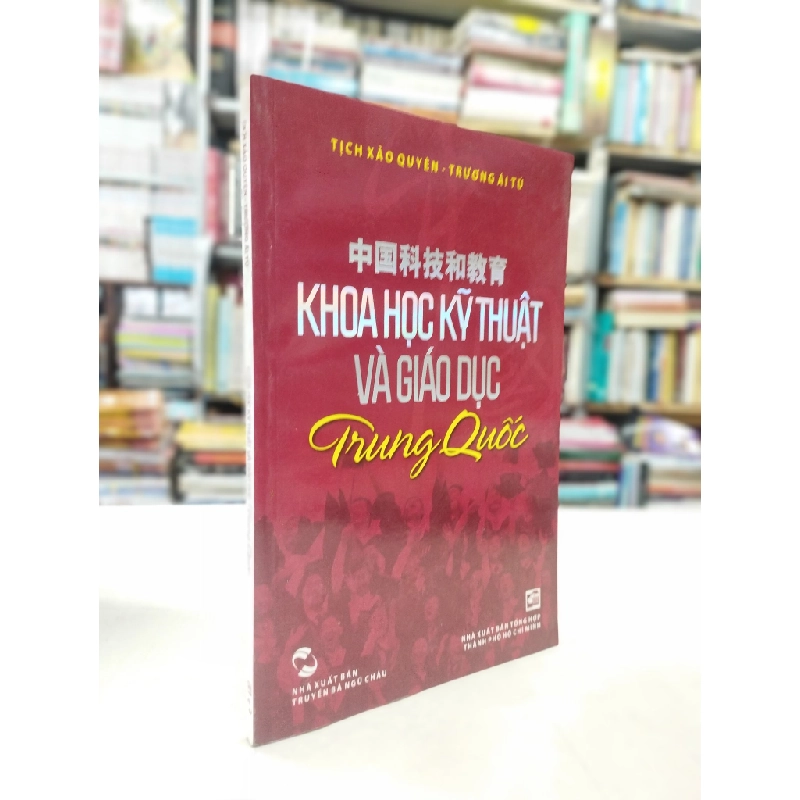 TỊCH XẢO QUYÊN - TRƯƠNG ÁI TÚ
中国科技和教育
KHOA HỌC KỸ THUẬT
VÀ GIÁO DỤC
Trung Quốc
NHÀ XUẤT BẢN
TRUYỀN BÁ NGŨ CHÂU
NHÀ XUẤT BẢN TỔNG HỢP
THÀNH PHỐ HỒ CHÍ MINH